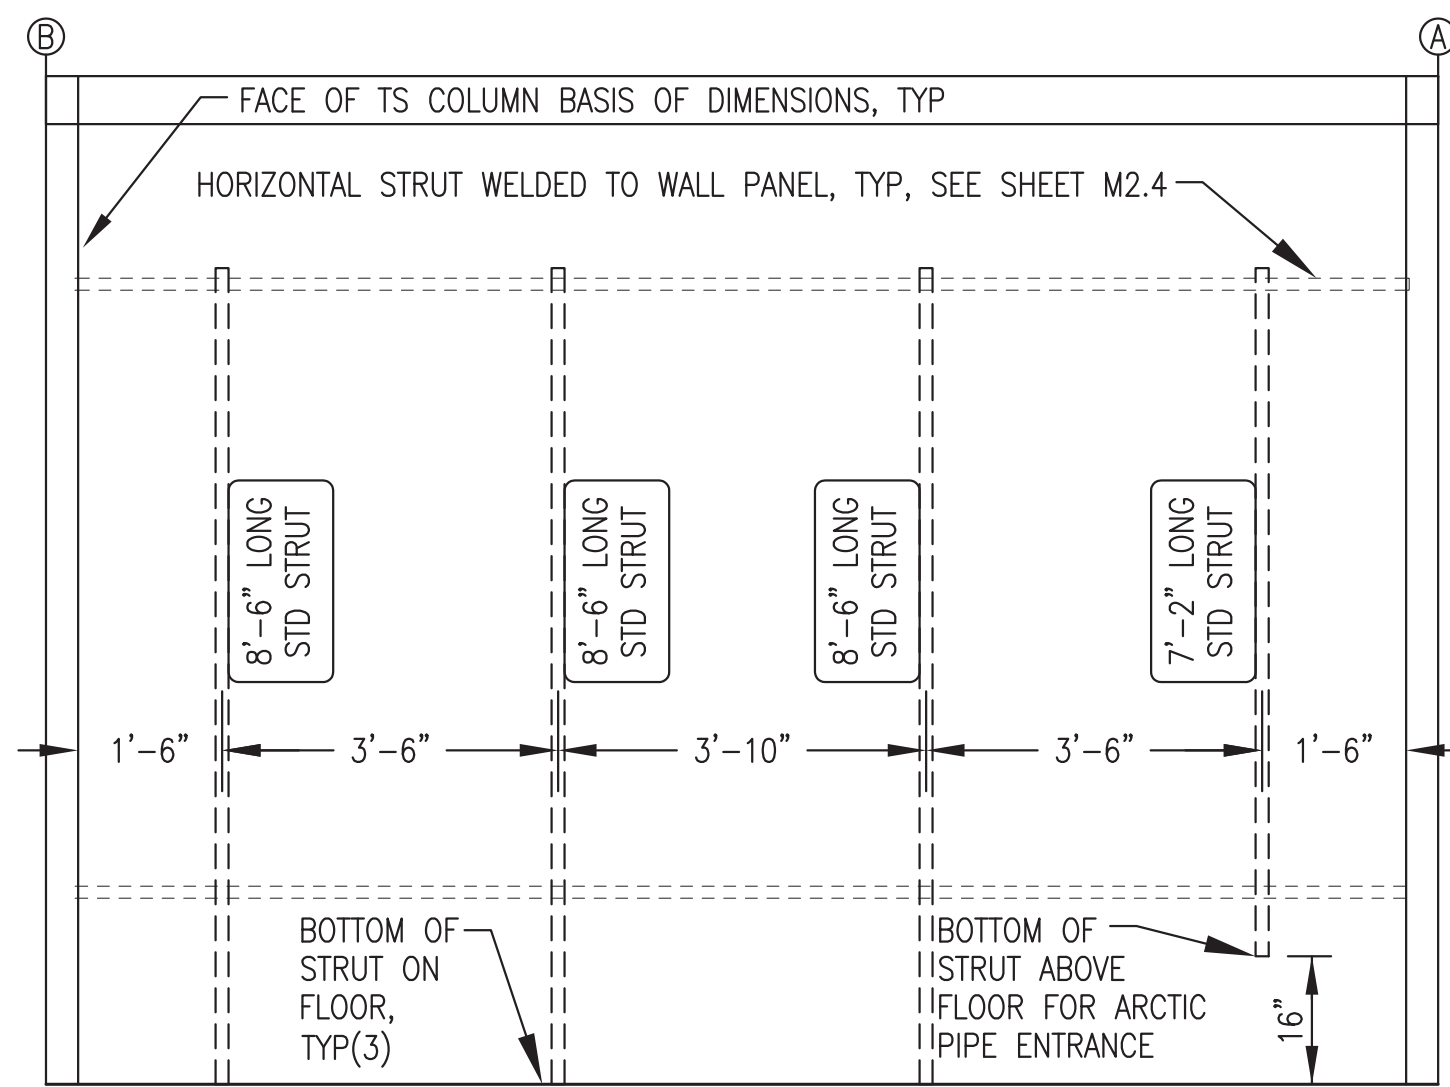 B
A
FACE OF TS COLUMN BASIS OF DIMENSIONS, TYP
HORIZONTAL STRUT WELDED TO WALL PANEL, TYP, SEE SHEET M2.4
8'-6" LONG
STD STRUT
8'-6" LONG
STD STRUT
8'-6" LONG
STD STRUT
7'-2" LONG
STD STRUT
1'-6"
3'-6"
3'-10"
3'-6"
1'-6"
BOTTOM OF
STRUT ON
FLOOR,
TYP(3)
BOTTOM OF
STRUT ABOVE
FLOOR FOR ARCTIC
PIPE ENTRANCE
16"